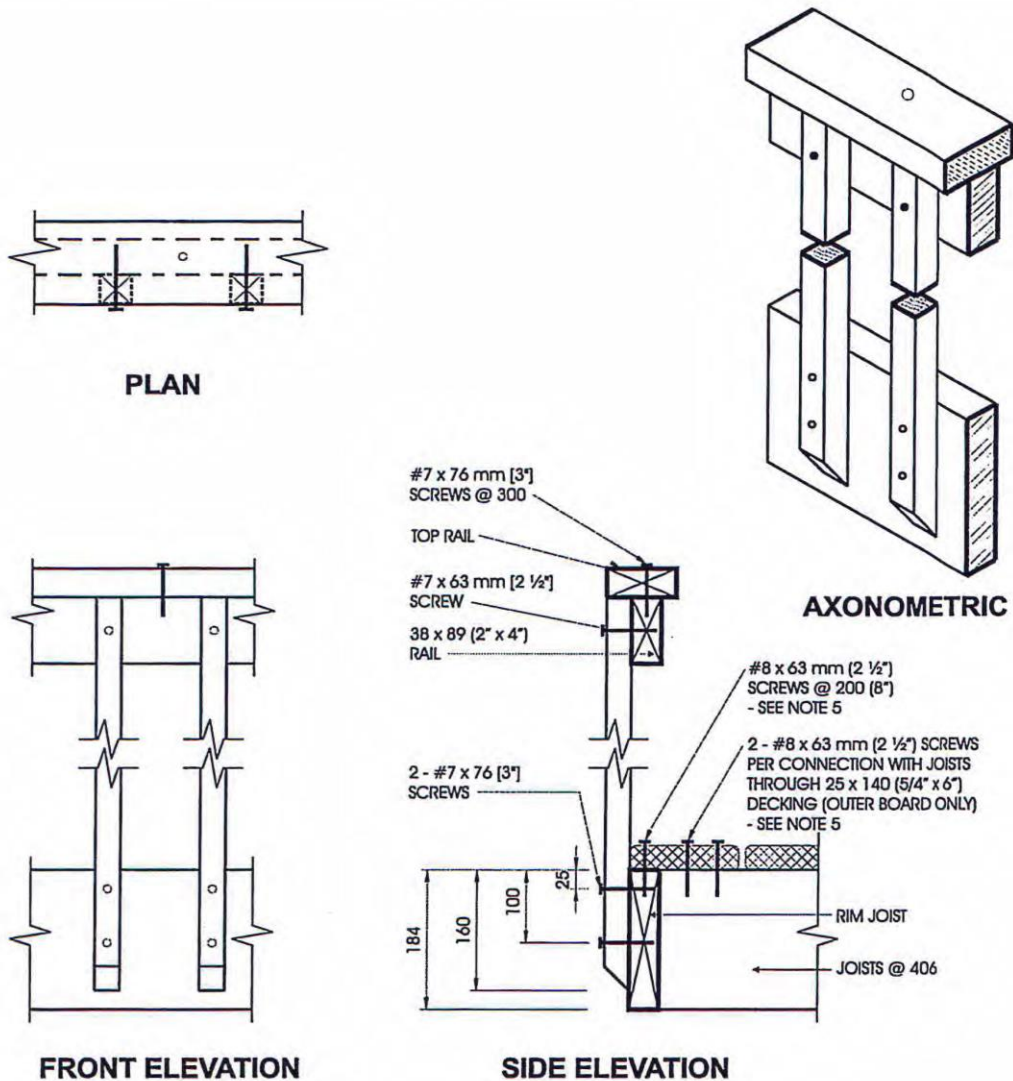 PLAN
#7 x 76 mm [3"]
SCREWS @ 300
TOP RAIL
#7 x 63 mm [2 ½"]
SCREW
38 x 89 (2" x 4")
RAIL
AXONOMETRIC
#8 x 63 mm (2 ½")
SCREWS @ 200 (8")
- SEE NOTE 5
2 - #8 x 63 mm (2 ½") SCREWS
PER CONNECTION WITH JOISTS
THROUGH 25 x 140 (5/4" x 6")
DECKING (OUTER BOARD ONLY)
- SEE NOTE 5
2 - #7 x 76 [3"]
SCREWS
25
100
160
184
RIM JOIST
JOISTS @ 406
FRONT ELEVATION
SIDE ELEVATION